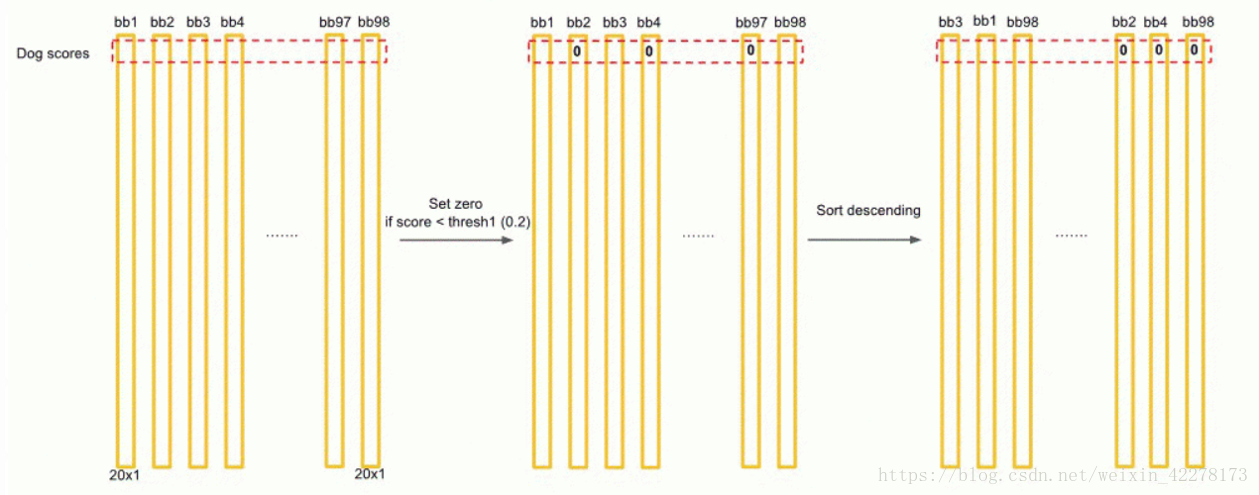 bb1 bb2 bb3 bb4 bb97 bb98
bb1 bb2 bb3 bb4 bb97 bb98
bb3 bb1 bb98 bb2 bb4 bb98
Dog scores
0 0 0
0 0 0
Set zero
if score < thresh1 (0.2)
Sort descending
.......
.......
.......
20x1 20x1
https://blog.csdn.net/weixin_42278173